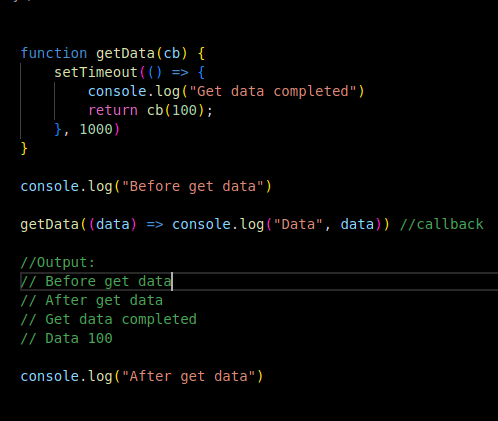 function getData(cb) {
    setTimeout(() => {
        console.log("Get data completed")
        return cb(100);
    }, 1000)
}

console.log("Before get data")

getData((data) => console.log("Data", data)) //callback

//Output:
// Before get data
// After get data
// Get data completed
// Data 100

console.log("After get data")